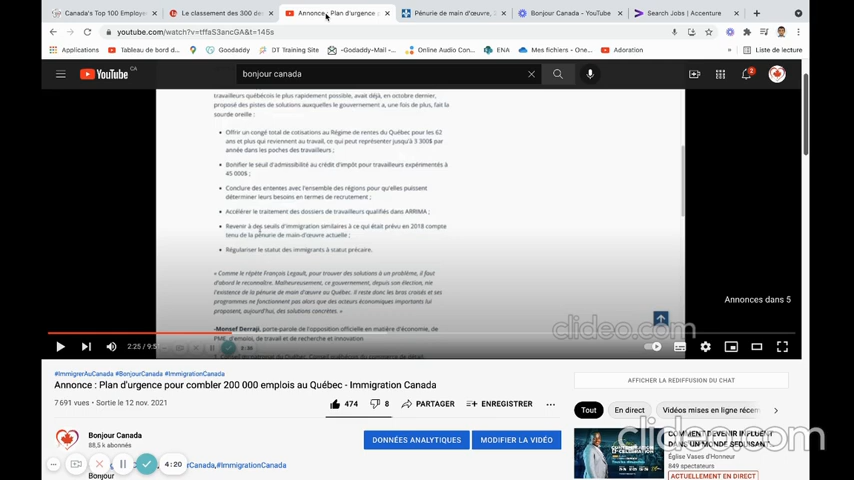 Canada's Top 100 Employe
Le classement des 300 de
Annonce : Plan d'urgence p
Pénurie de main d'œuvre, 2
Bonjour Canada - YouTube
Search Jobs | Accenture
youtube.com/watch?v=tffaS3ancGA&t=145s
Applications
Tableau de bord d...
Goodaddy
DT Training Site
-Godaddy-Mail-...
Online Audio Con...
ENA
Mes fichiers - One...
Adoration
Liste de lecture
YouTube CA
bonjour canada
2
travailleurs québécois le plus rapidement possible, avait déjà, en octobre dernier,
proposé des pistes de solutions auxquelles le gouvernement a, une fois de plus, fait la
sourde oreille :
• Offrir un congé total de cotisations au Régime de rentes du Québec pour les 62
ans et plus qui reviennent au travail, ce qui peut représenter jusqu'à 3 300$ par
année dans les poches des travailleurs ;
• Bonifier le seuil d'admissibilité au crédit d'impôt pour travailleurs expérimentés à
45 000$ ;
• Conclure des ententes avec l'ensemble des régions pour qu'elles puissent
déterminer leurs besoins en termes de recrutement ;
• Accélérer le traitement des dossiers de travailleurs qualifiés dans ARRIMA ;
• Revenir à des seuils d'immigration similaires à ce qui était prévu en 2018 compte
tenu de la pénurie de main-d'œuvre actuelle ;
• Régulariser le statut des immigrants à statut précaire.
« Comme le répète François Legault, pour trouver des solutions à un problème, il faut
d'abord le reconnaître. Malheureusement, ce gouvernement, depuis son élection, nie
l'existence de la pénurie de main d'œuvre au Québec. Il reste donc les bras croisés et ses
programmes ne fonctionnent pas alors que des acteurs économiques importants lui
proposent, aujourd'hui, des solutions concrètes. »
-Monsef Derraji, porte-parole de l'opposition officielle en matière d'économie, de
PME, d'emplois, de travail et de recherche et innovation
Annonces dans 5
clideo.com
2:25 / 9:5
3:30
#ImmigrerAuCanada #BonjourCanada #ImmigrationCanada
Annonce : Plan d'urgence pour combler 200 000 emplois au Québec - Immigration Canada
7 691 vues • Sortie le 12 nov. 2021
474
8
PARTAGER
ENREGISTRER
...
Bonjour Canada
88,5 k abonnés
DONNÉES ANALYTIQUES
MODIFIER LA VIDÉO
4:20
rCanada,#ImmigrationCanada
Bonjour
AFFICHER LA REDIFFUSION DU CHAT
Tout
En direct
Vidéos mises en ligne récem
COMMENT DEVENIR INFLUENT
DANS UN MONDE SÉDUISANT
Église Vases d'Honneur
849 spectateurs
ACTUELLEMENT EN DIRECT
clideo.com